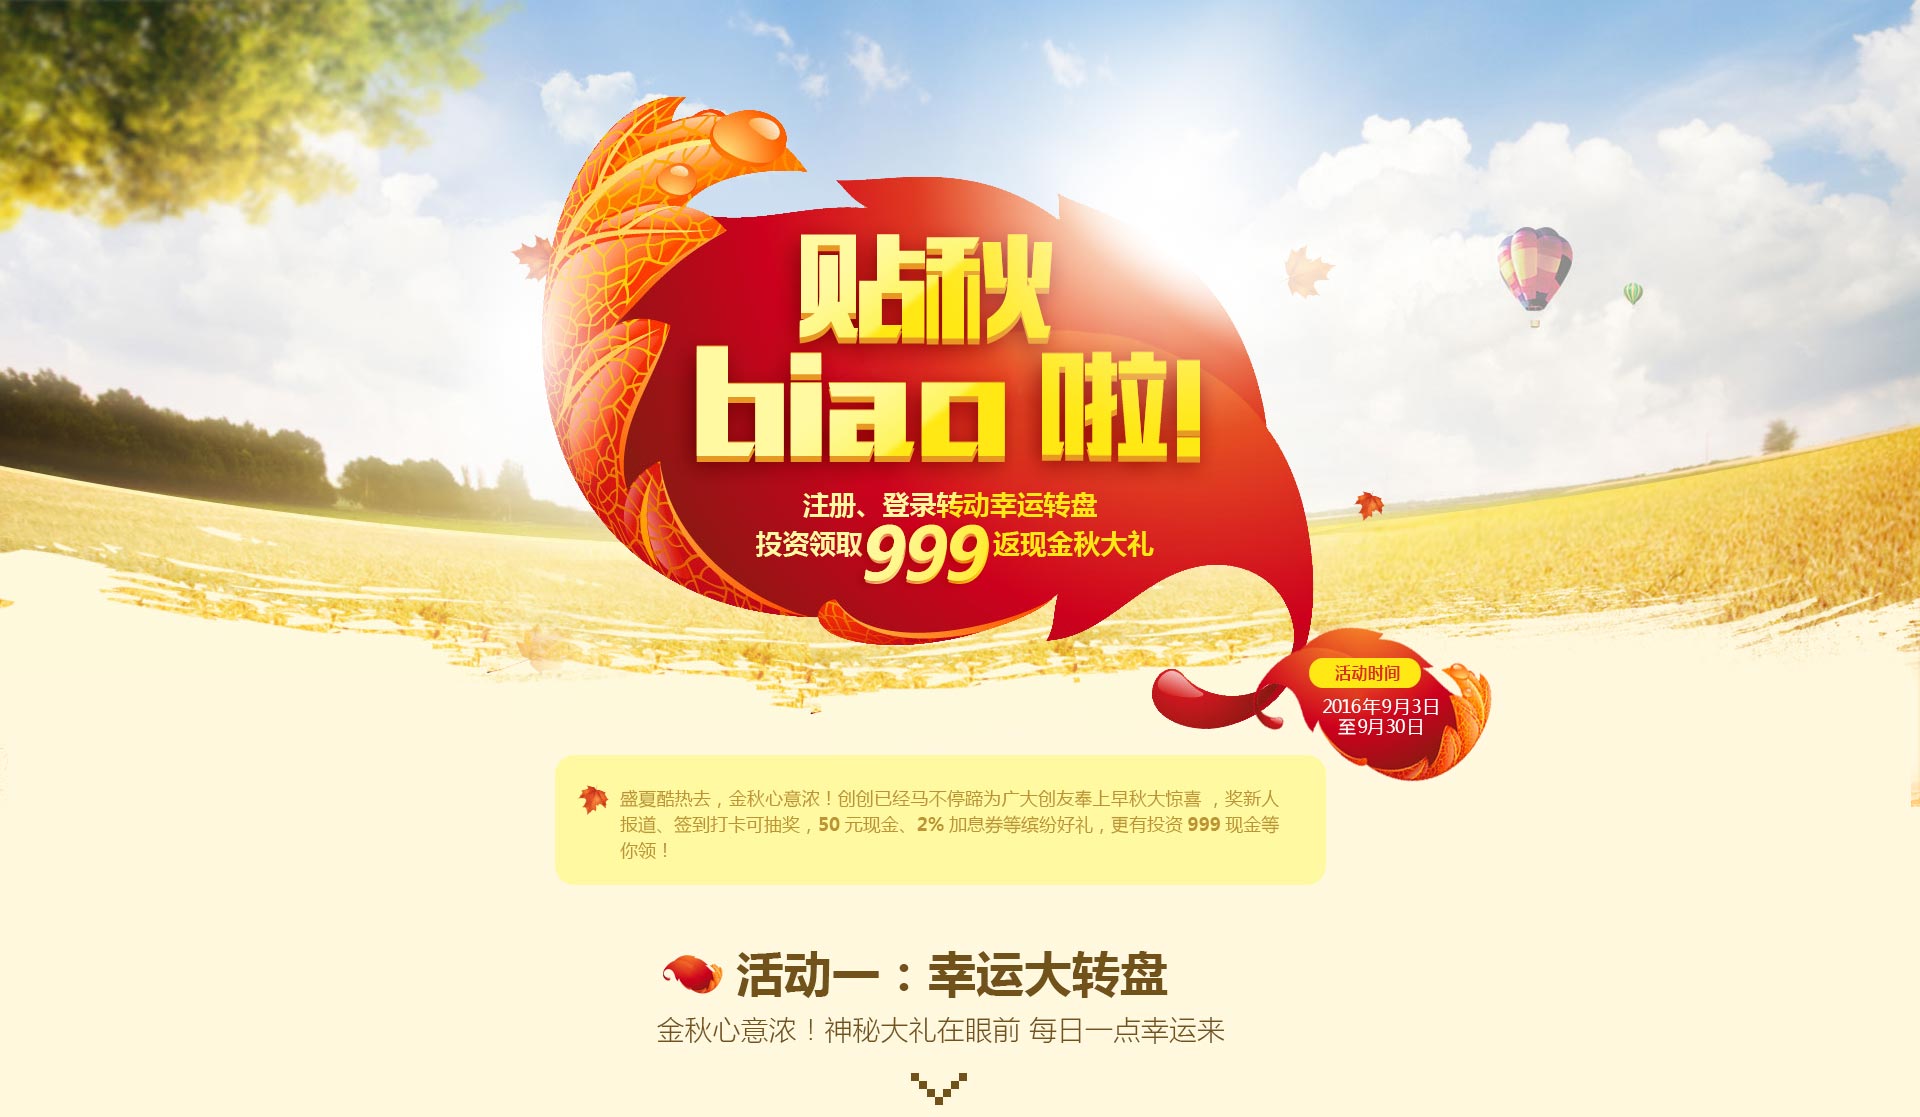 贴秋
biao 啦!
注册、登录转动幸运转盘
投资领取999返现金秋大礼
活动时间
2016年9月3日
至9月30日
盛夏酷热去，金秋心意浓！创创已经马不停蹄为广大创友奉上早秋大惊喜 ，奖新人
报道、签到打卡可抽奖，50 元现金、2% 加息券等缤纷好礼，更有投资 999 现金等
你领！
活动一：幸运大转盘
金秋心意浓！神秘大礼在眼前 每日一点幸运来